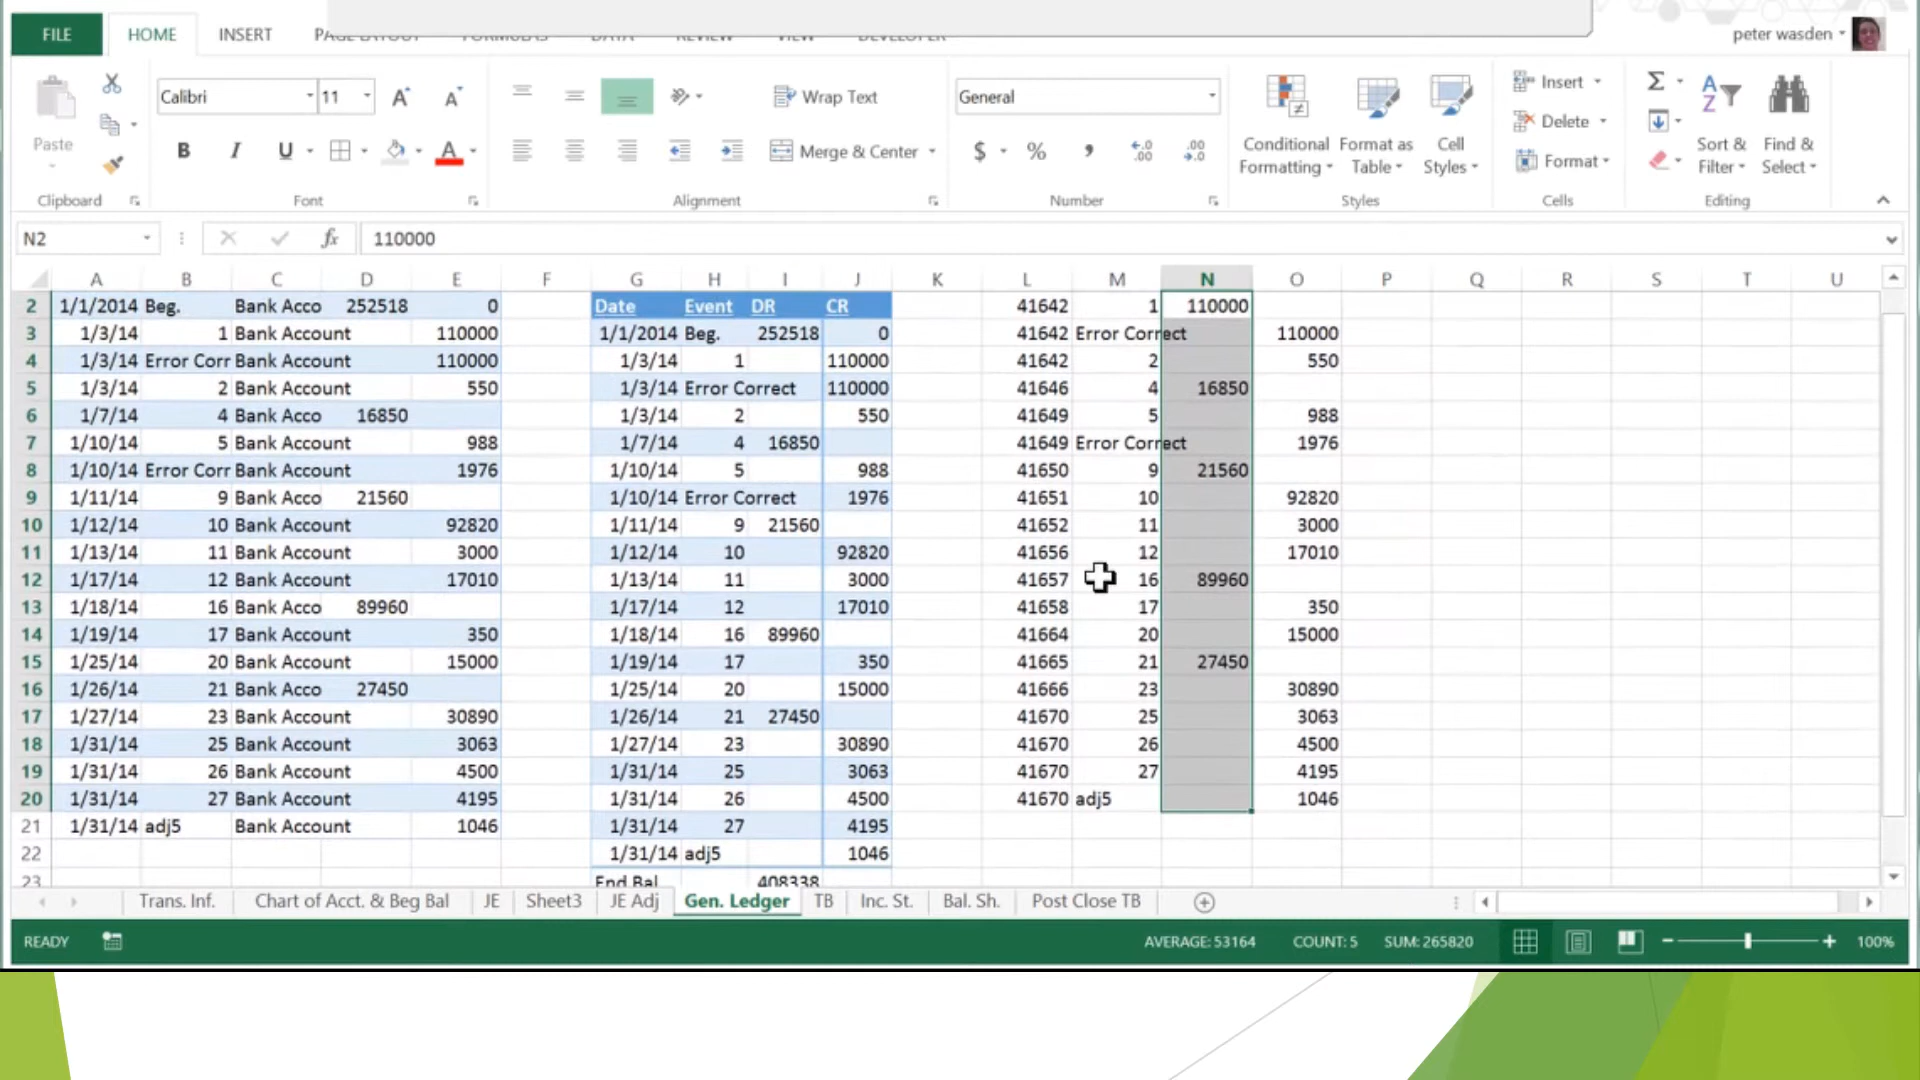 FILE HOME INSERT PAGE LAYOUT FORMULAS DATA REVIEW VIEW DEVELOPER peter wasden
Calibri 11 Wrap Text General Insert
Paste Conditional Formatting Format as Table Cell Styles Delete Sort & Filter Find & Select
B I U A Merge & Center $ % , Format
Clipboard Font Alignment Number Styles Cells Editing
N2 fx 110000
A B C D E F G H I J K L M N O P Q R S T U
2 1/1/2014 Beg. Bank Acco 252518 0 Date Event DR CR 41642 1 110000
3 1/3/14 1 Bank Account 110000 1/1/2014 Beg. 252518 0 41642 Error Correct 110000
4 1/3/14 Error Corr Bank Account 110000 1/3/14 1 110000 41642 2 550
5 1/3/14 2 Bank Account 550 1/3/14 Error Correct 110000 41646 4 16850
6 1/7/14 4 Bank Acco 16850 1/3/14 2 550 41649 5 988
7 1/10/14 5 Bank Account 988 1/7/14 4 16850 41649 Error Correct 1976
8 1/10/14 Error Corr Bank Account 1976 1/10/14 5 988 41650 9 21560
9 1/11/14 9 Bank Acco 21560 1/10/14 Error Correct 1976 41651 10 92820
10 1/12/14 10 Bank Account 92820 1/11/14 9 21560 41652 11 3000
11 1/13/14 11 Bank Account 3000 1/12/14 10 92820 41656 12 17010
12 1/17/14 12 Bank Account 17010 1/13/14 11 3000 41657 16 89960
13 1/18/14 16 Bank Acco 89960 1/17/14 12 17010 41658 17 350
14 1/19/14 17 Bank Account 350 1/18/14 16 89960 41664 20 15000
15 1/25/14 20 Bank Account 15000 1/19/14 17 350 41665 21 27450
16 1/26/14 21 Bank Acco 27450 1/25/14 20 15000 41666 23 30890
17 1/27/14 23 Bank Account 30890 1/26/14 21 27450 41670 25 3063
18 1/31/14 25 Bank Account 3063 1/27/14 23 30890 41670 26 4500
19 1/31/14 26 Bank Account 4500 1/31/14 25 3063 41670 27 4195
20 1/31/14 27 Bank Account 4195 1/31/14 26 4500 41670 adj5 1046
21 1/31/14 adj5 Bank Account 1046 1/31/14 27 4195
22 1/31/14 adj5 1046
23 End Bal 408338
Trans. Inf. Chart of Acct. & Beg Bal JE Sheet3 JE Adj Gen. Ledger TB Inc. St. Bal. Sh. Post Close TB
READY AVERAGE: 53164 COUNT: 5 SUM: 265820 100%